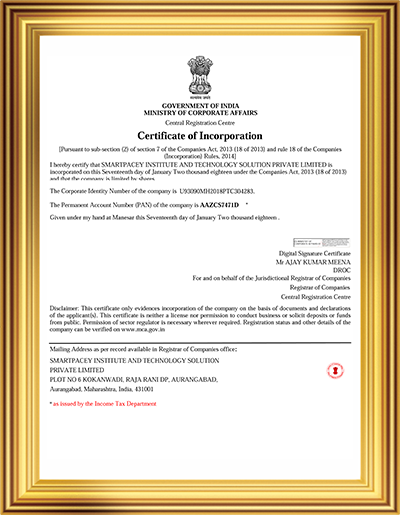 GOVERNMENT OF INDIA
MINISTRY OF CORPORATE AFFAIRS
Central Registration Centre
Certificate of Incorporation
[Pursuant to sub-section (2) of section 7 of the Companies Act, 2013 (18 of 2013) and rule 18 of the Companies
(Incorporation) Rules, 2014]
I hereby certify that SMARTPACEY INSTITUTE AND TECHNOLOGY SOLUTION PRIVATE LIMITED is
incorporated on this Seventeenth day of January Two thousand eighteen under the Companies Act, 2013 (18 of 2013)
and that the company is limited by shares.
The Corporate Identity Number of the company is U93090MH2018PTC304283.
The Permanent Account Number (PAN) of the company is AAZCS7471D *
Given under my hand at Manesar this Seventeenth day of January Two thousand eighteen .
Digital Signature Certificate
Mr AJAY KUMAR MEENA
DROC
For and on behalf of the Jurisdictional Registrar of Companies
Registrar of Companies
Central Registration Centre
Disclaimer: This certificate only evidences incorporation of the company on the basis of documents and declarations
of the applicant(s). This certificate is neither a license nor permission to conduct business or solicit deposits or funds
from public. Permission of sector regulator is necessary wherever required. Registration status and other details of the
company can be verified on www.mca.gov.in
Mailing Address as per record available in Registrar of Companies office:
SMARTPACEY INSTITUTE AND TECHNOLOGY SOLUTION
PRIVATE LIMITED
PLOT NO 6 KOKANWADI, RAJA RANI DP, AURANGABAD,
Aurangabad, Maharashtra, India, 431001
* as issued by the Income Tax Department